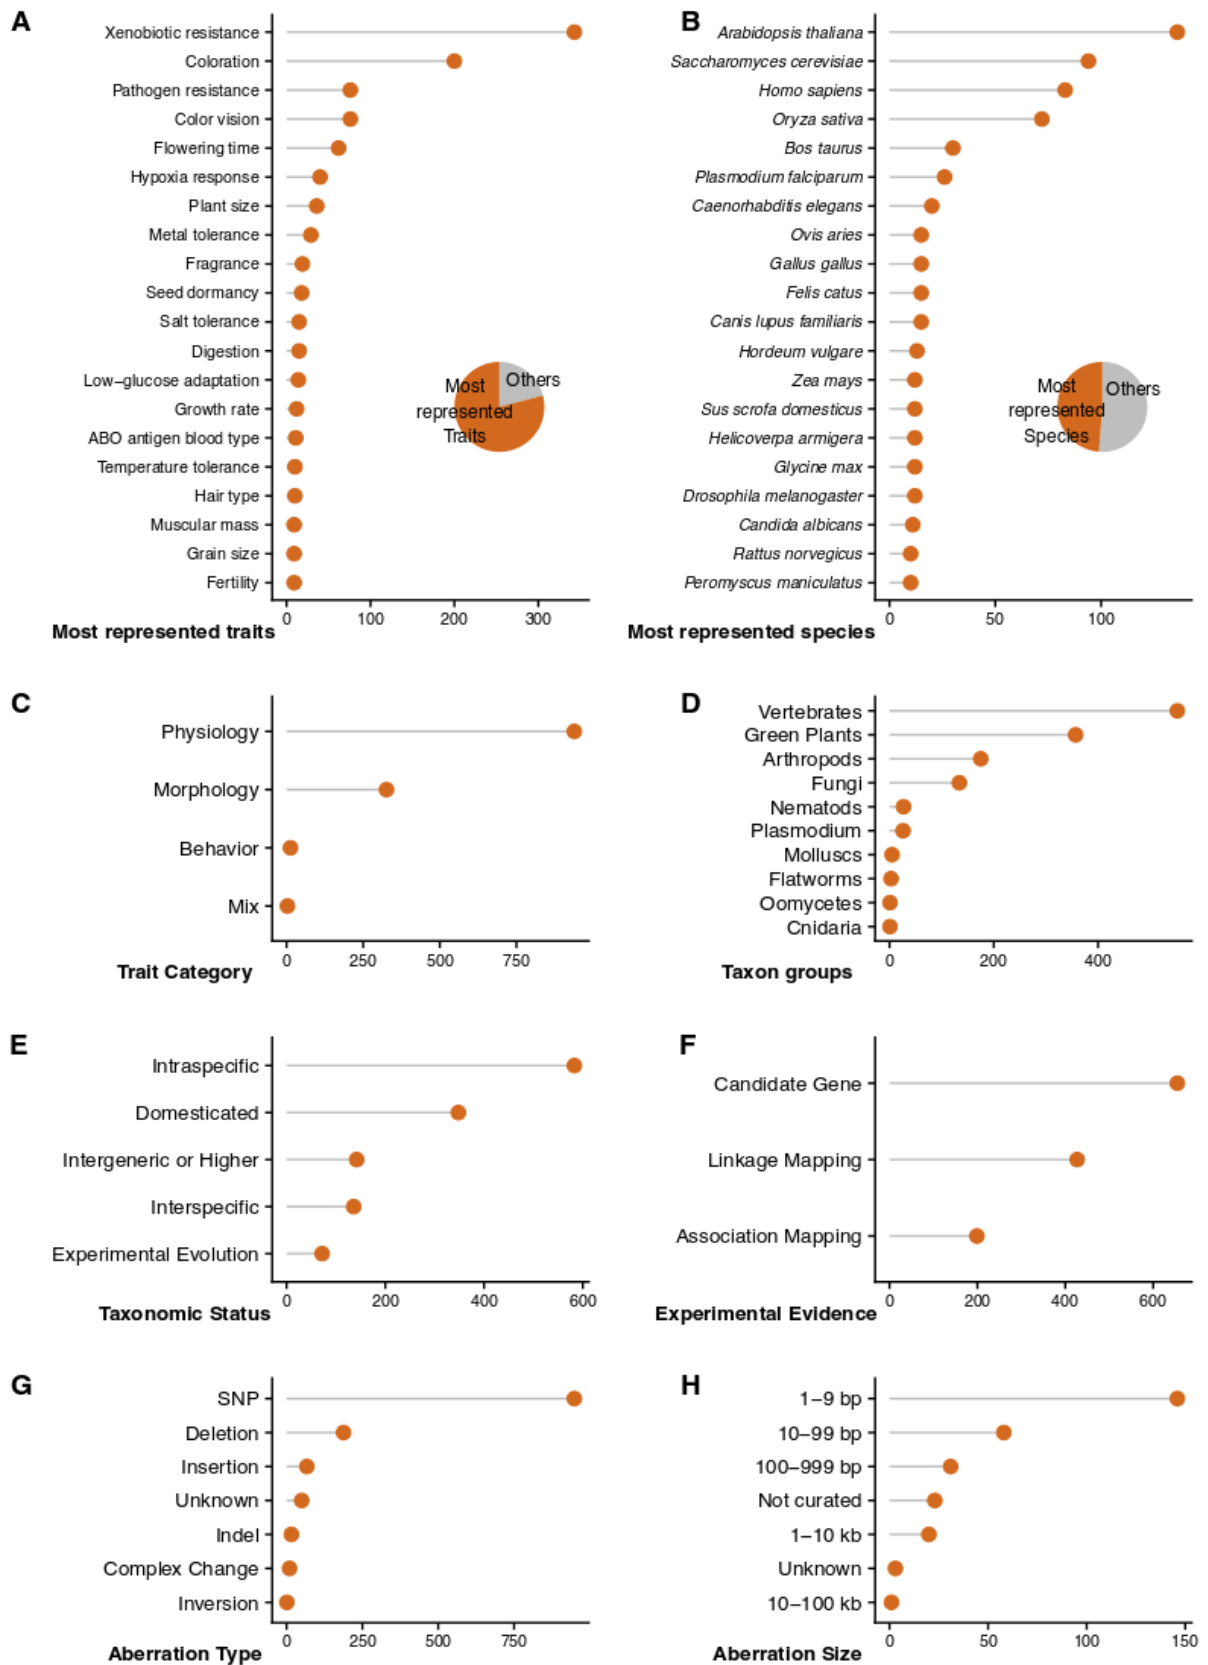 A
Xenobiotic resistance
Coloration
Pathogen resistance
Color vision
Flowering time
Hypoxia response
Plant size
Metal tolerance
Fragrance
Seed dormancy
Salt tolerance
Digestion
Low−glucose adaptation
Growth rate
ABO antigen blood type
Temperature tolerance
Hair type
Muscular mass
Grain size
Fertility
Most
represented
Traits
Others
0 100 200 300
Most represented traits
B
Arabidopsis thaliana
Saccharomyces cerevisiae
Homo sapiens
Oryza sativa
Bos taurus
Plasmodium falciparum
Caenorhabditis elegans
Ovis aries
Gallus gallus
Felis catus
Canis lupus familiaris
Hordeum vulgare
Zea mays
Sus scrofa domesticus
Helicoverpa armigera
Glycine max
Drosophila melanogaster
Candida albicans
Rattus norvegicus
Peromyscus maniculatus
Most
represented
Species
Others
0 50 100
Most represented species
C
Physiology
Morphology
Behavior
Mix
0 250 500 750
Trait Category
D
Vertebrates
Green Plants
Arthropods
Fungi
Nematods
Plasmodium
Molluscs
Flatworms
Oomycetes
Cnidaria
0 200 400
Taxon groups
E
Intraspecific
Domesticated
Intergeneric or Higher
Interspecific
Experimental Evolution
0 200 400 600
Taxonomic Status
F
Candidate Gene
Linkage Mapping
Association Mapping
0 200 400 600
Experimental Evidence
G
SNP
Deletion
Insertion
Unknown
Indel
Complex Change
Inversion
0 250 500 750
Aberration Type
H
1−9 bp
10−99 bp
100−999 bp
Not curated
1−10 kb
Unknown
10−100 kb
0 50 100 150
Aberration Size